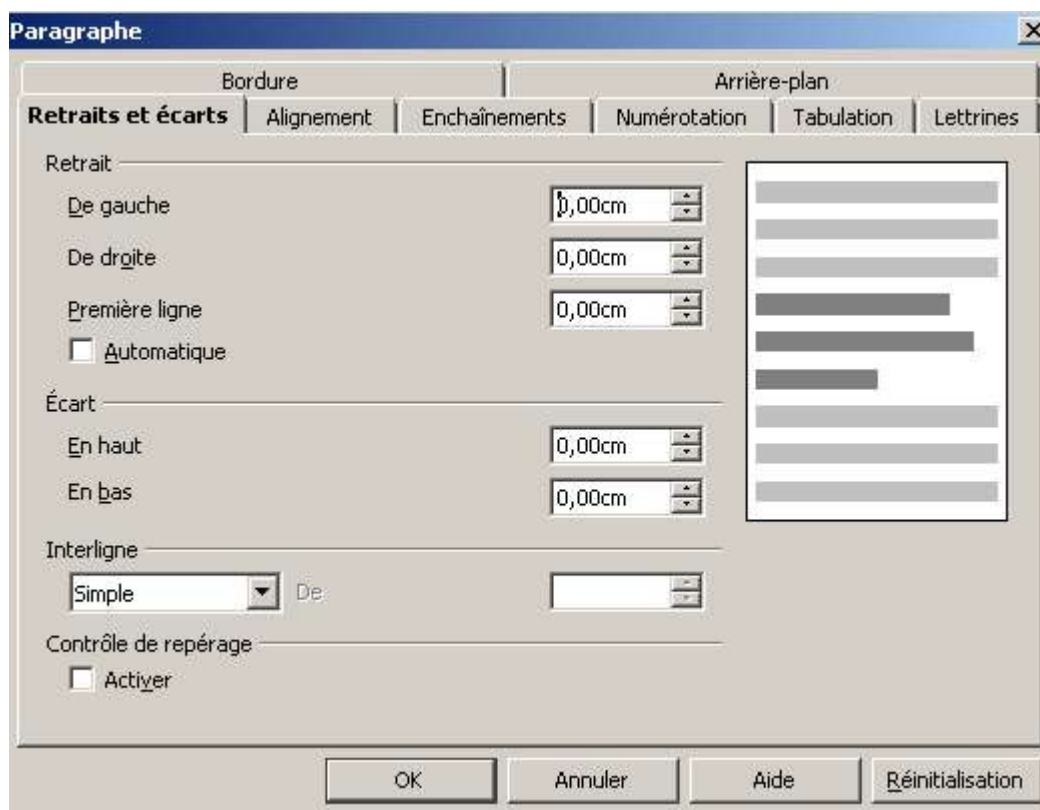 Paragraphe
Bordure Arrière-plan
Retraits et écarts Alignement Enchaînements Numérotation Tabulation Lettrines
Retrait
De gauche 0,00cm
De droite 0,00cm
Première ligne 0,00cm
Automatique
Écart
En haut 0,00cm
En bas 0,00cm
Interligne
Simple De
Contrôle de repérage
Activer
OK Annuler Aide Réinitialisation